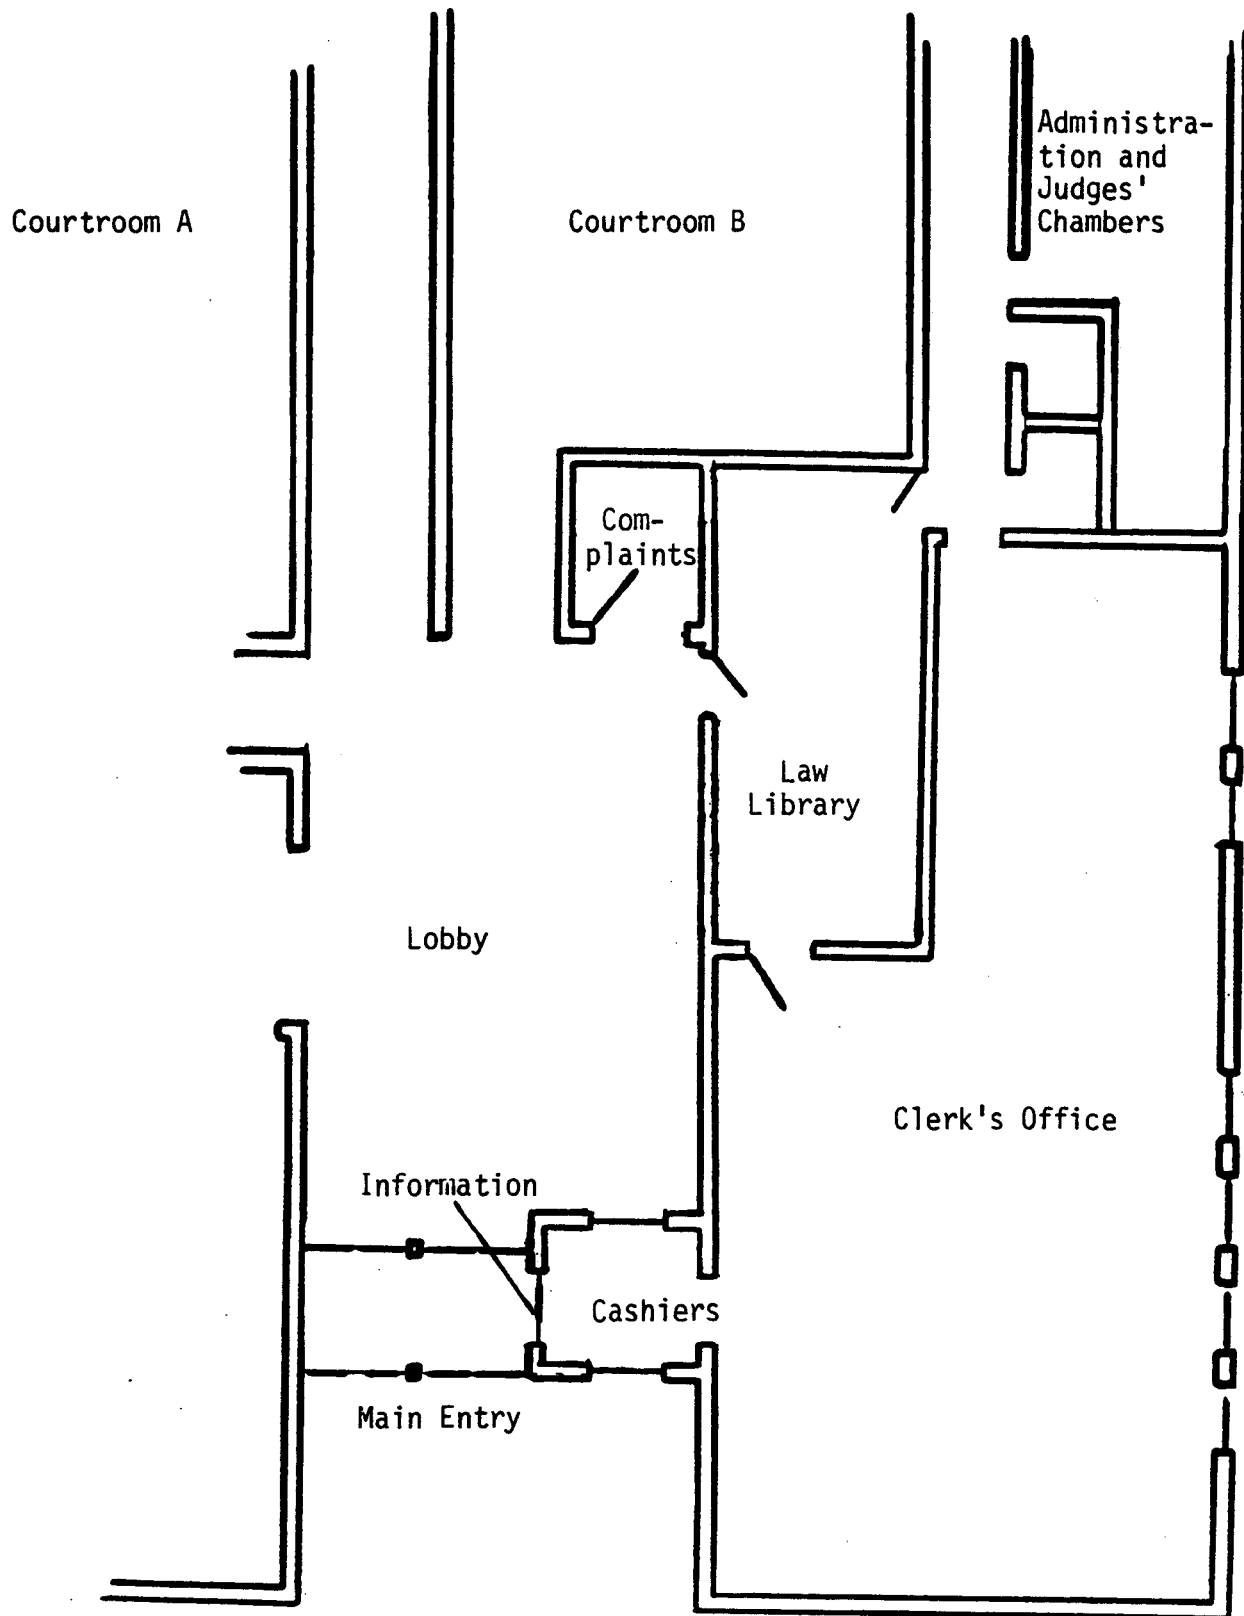 Administra-
tion and
Judges'
Chambers
Courtroom A
Courtroom B
Com-
plaints
Law
Library
Lobby
Clerk's Office
Information
Cashiers
Main Entry